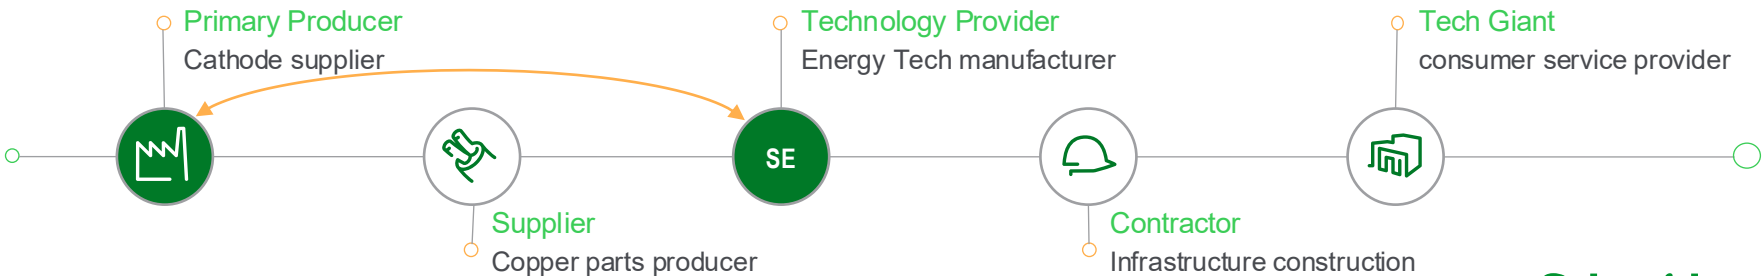 Primary Producer
Cathode supplier
Technology Provider
Energy Tech manufacturer
Tech Giant
consumer service provider
SE
Supplier
Copper parts producer
Contractor
Infrastructure construction